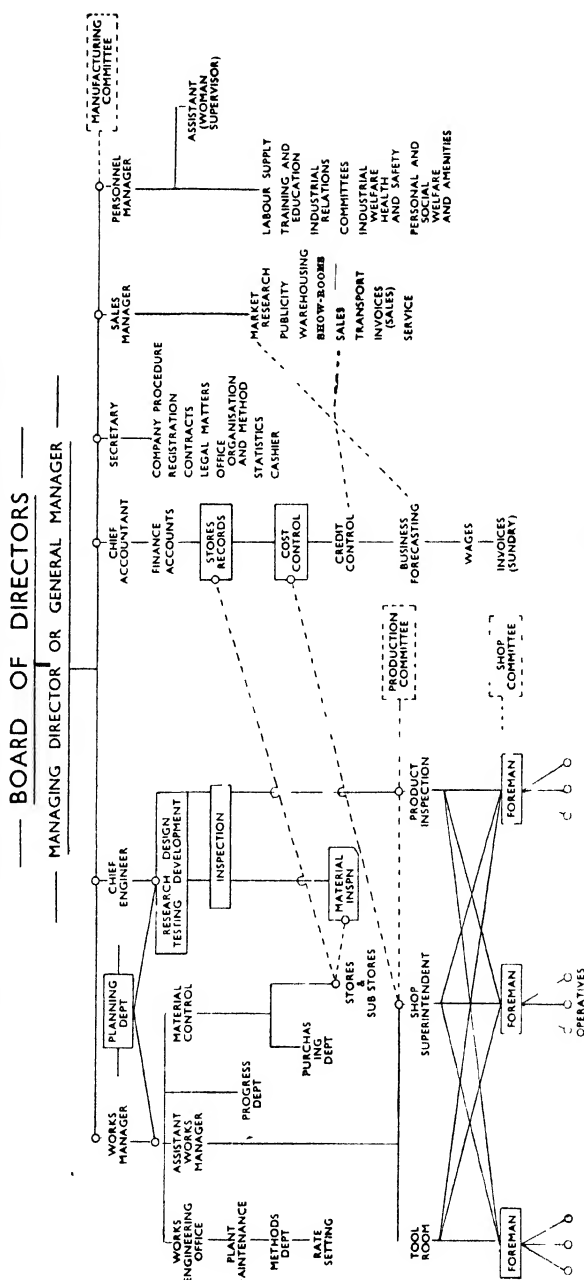 BOARD OF DIRECTORS
MANAGING DIRECTOR OR GENERAL MANAGER
WORKS
MANAGER
PLANNING
DEPT
CHIEF
ENGINEER
CHIEF
ACCOUNTANT
SECRETARY
SALES
MANAGER
PERSONNEL
MANAGER
MANUFACTURING
COMMITTEE
ASSISTANT
WORKS
MANAGER
WORKS
ENGINEERING
OFFICE
PLANT
MAINTENANCE
METHODS
DEPT
RATE
SETTING
PROGRESS
DEPT
MATERIAL
CONTROL
PURCHAS
ING DEPT
STORES
&
SUB STORES
RESEARCH DESIGN
TESTING DEVELOPMENT
INSPECTION
MATERIAL
INSPN
FINANCE
ACCOUNTS
STORES
RECORDS
COST
CONTROL
CREDIT
CONTROL
BUSINESS
FORECASTING
WAGES
INVOICES
(SUNDRY)
COMPANY PROCEDURE
REGISTRATION
CONTRACTS
LEGAL MATTERS
OFFICE
ORGANISATION
AND METHOD
STATISTICS
CASHIER
MARKET
RESEARCH
PUBLICITY
WAREHOUSING
SHOW-ROOMS
SALES
TRANSPORT
INVOICES
(SALES)
SERVICE
ASSISTANT
(WOMAN
SUPERVISOR)
LABOUR SUPPLY
TRAINING AND
EDUCATION
INDUSTRIAL
RELATIONS
COMMITTEES
INDUSTRIAL
WELFARE
HEALTH
AND SAFETY
PERSONAL AND
SOCIAL
WELFARE
AND AMENITIES
TOOL
ROOM
SHOP
SUPERINTENDENT
PRODUCT
INSPECTION
PRODUCTION
COMMITTEE
FOREMAN
FOREMAN
FOREMAN
SHOP
COMMITTEE
OPERATIVES